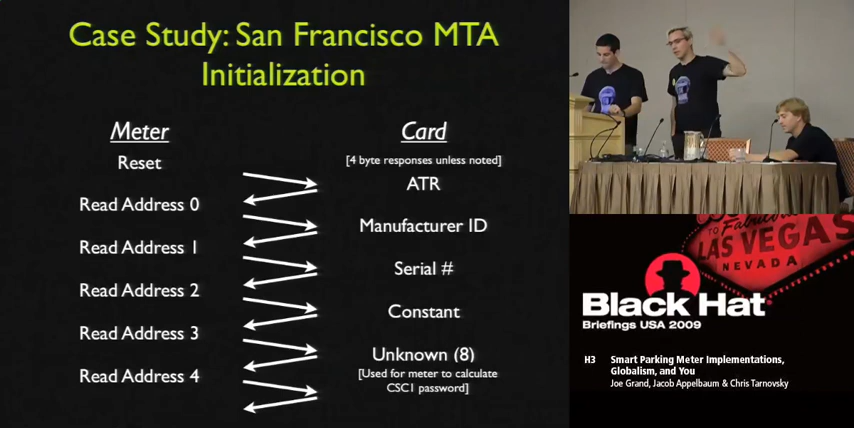 Case Study: San Francisco MTA
Initialization
Meter
Card
Reset
[4 byte responses unless noted]
ATR
Read Address 0
Manufacturer ID
Read Address 1
Serial #
Read Address 2
Constant
Read Address 3
Unknown (8)
Read Address 4
[Used for meter to calculate
CSC1 password]
TO Fabulous
LAS VEGAS
NEVADA
Black Hat
Briefings USA 2009
H3 Smart Parking Meter Implementations,
Globalism, and You
Joe Grand, Jacob Appelbaum & Chris Tarnovsky